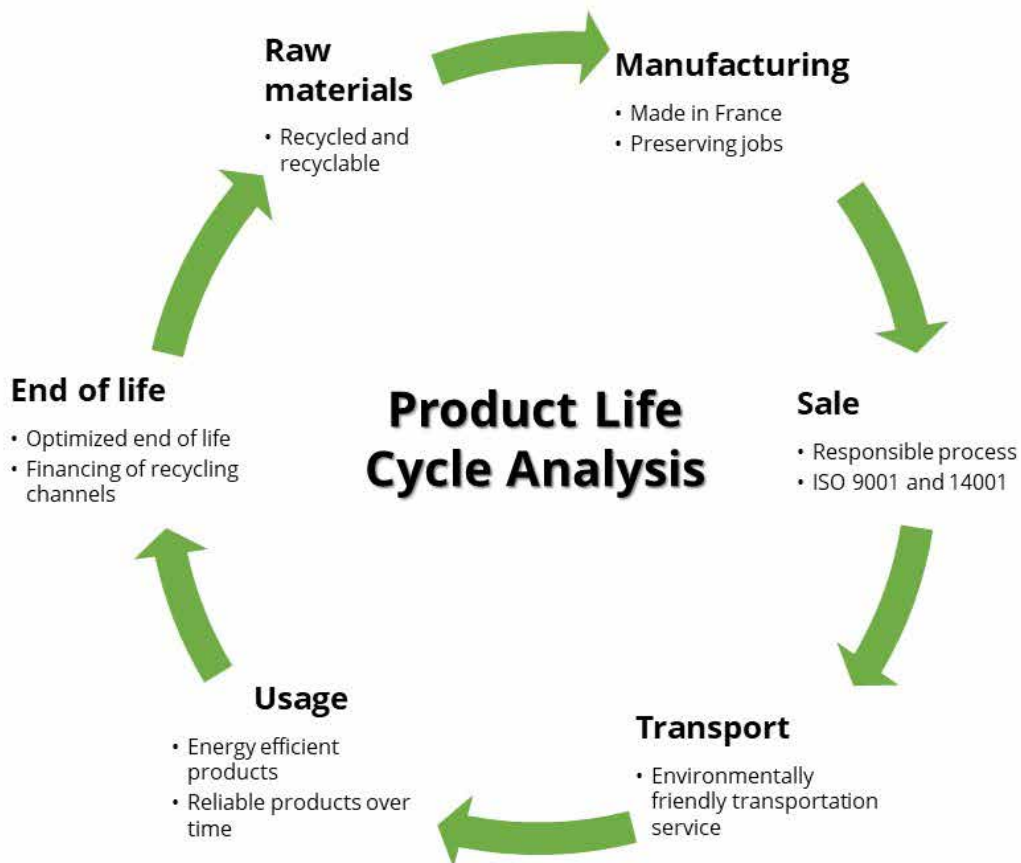 Raw
materials
• Recycled and
recyclable
Manufacturing
• Made in France
• Preserving jobs
Sale
• Responsible process
• ISO 9001 and 14001
Transport
• Environmentally
friendly transportation
service
Usage
• Energy efficient
products
• Reliable products over
time
End of life
• Optimized end of life
• Financing of recycling
channels
Product Life
Cycle Analysis